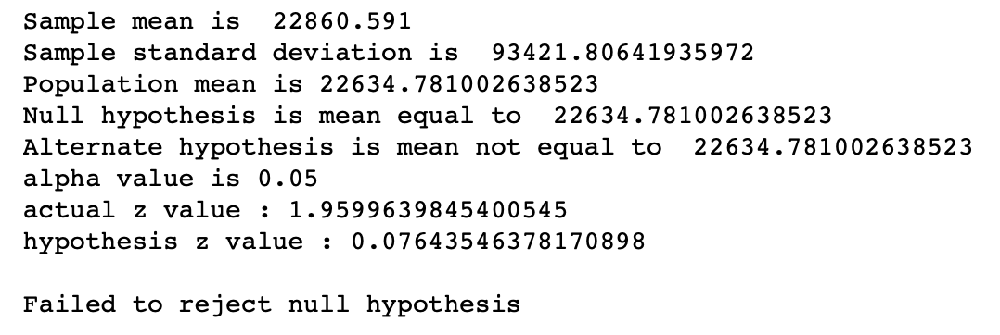 Sample mean is  22860.591
Sample standard deviation is  93421.80641935972
Population mean is 22634.781002638523
Null hypothesis is mean equal to  22634.781002638523
Alternate hypothesis is mean not equal to  22634.781002638523
alpha value is 0.05
actual z value : 1.9599639845400545
hypothesis z value : 0.07643546378170898
Failed to reject null hypothesis